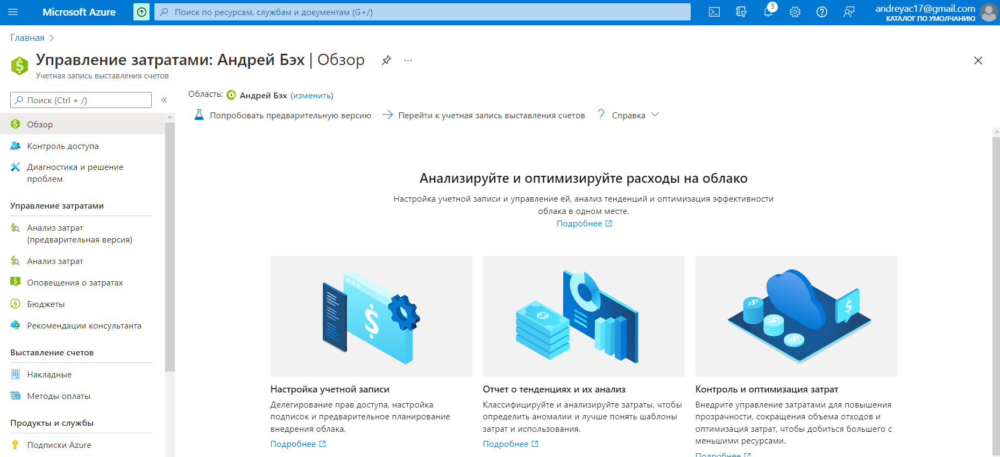 Microsoft Azure
Поиск по ресурсам, службам и документам (G+/)
5
andreyac17@gmail.com
КАТАЛОГ ПО УМОЛЧАНИЮ
Главная
Управление затратами: Андрей Бэх | Обзор
Учетная запись выставления счетов
Поиск (Ctrl + /)
«
Обзор
Контроль доступа
Диагностика и решение
проблем
Управление затратами
Анализ затрат
(предварительная версия)
Анализ затрат
Оповещения о затратах
Бюджеты
Рекомендации консультанта
Выставление счетов
Накладные
Методы оплаты
Продукты и службы
Подписки Azure
Область: Андрей Бэх (изменить)
Попробовать предварительную версию
Перейти к учетная запись выставления счетов
Справка
Анализируйте и оптимизируйте расходы на облако
Настройка учетной записи и управление ей, анализ тенденций и оптимизация эффективности
облака в одном месте.
Подробнее
Настройка учетной записи
Делегирование прав доступа, настройка
подписок и предварительное планирование
внедрения облака.
Подробнее
Отчет о тенденциях и их анализ
Классифицируйте и анализируйте затраты, чтобы
определить аномалии и лучше понять шаблоны
затрат и использования.
Подробнее
Контроль и оптимизация затрат
Внедрите управление затратами для повышения
прозрачности, сокращения объема отходов и
оптимизация затрат, чтобы добиться большего с
меньшими ресурсами.
Подробнее